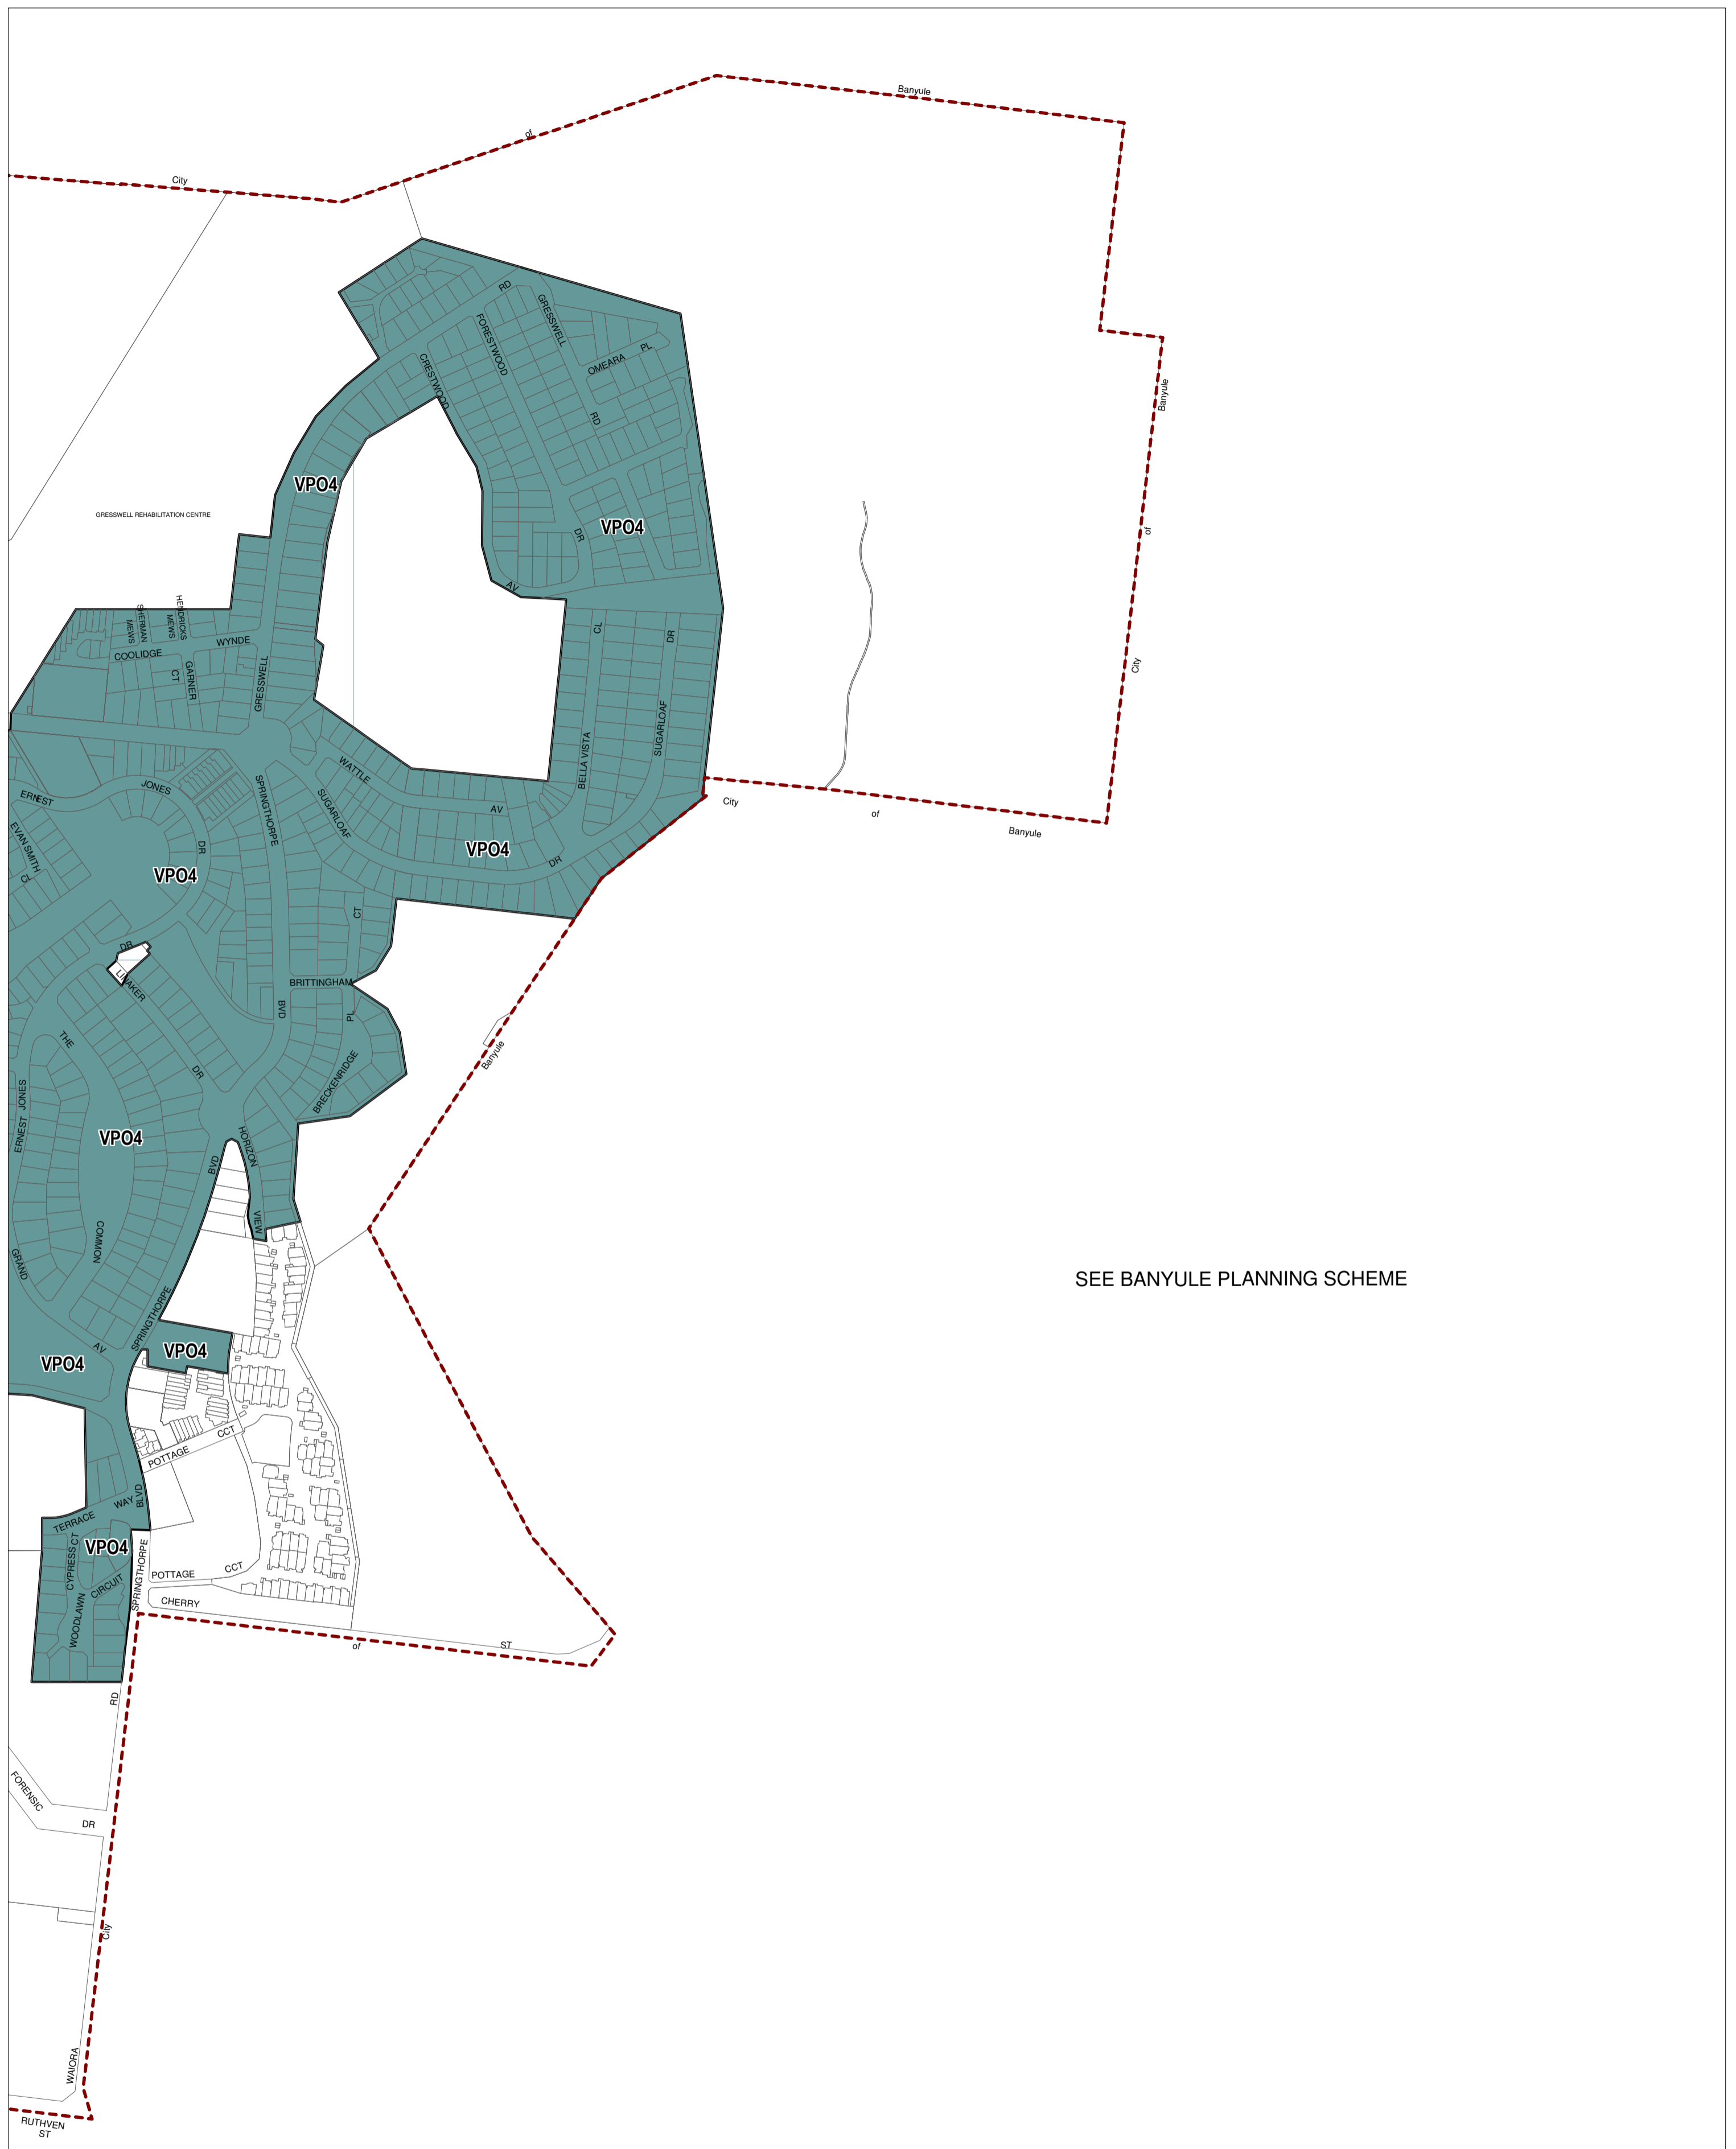 Banyule
of
City
RD
GRESSWELL
FORESTWOOD
PL
OMEARA
CRESTWOOD
Banyule
RD
VPO4
GRESSWELL REHABILITATION CENTRE
VPO4
DR
of
AV
HENDRICKS
MEWS
SHERMAN
MEWS
CL
DR
WYNDE
COOLIDGE
GARNER
CT
GRESSWELL
City
SUGARLOAF
BELLA VISTA
WATTLE
JONES
ERNEST
SPRINGTHORPE
SUGARLOAF
AV
City
of
Banyule
EVAN SMITH
CL
DR
VPO4
DR
VPO4
CT
DR
LINAKER
BRITTINGHAM
BVD
PL
THE
Banyule
DR
BRECKENRIDGE
ERNEST JONES
VPO4
HORIZON
BVD
VIEW
COMMON
GRAND
SEE BANYULE PLANNING SCHEME
SPRINGTHORPE
AV
VPO4
VPO4
CCT
POTTAGE
BLVD
WAY
TERRACE
VPO4
CYPRESS CT
CIRCUIT
WOODLAWN
SPRINGTHORPE
CCT
POTTAGE
CHERRY
of
ST
RD
FORENSIC
DR
City
WAIORA
RUTHVEN
ST